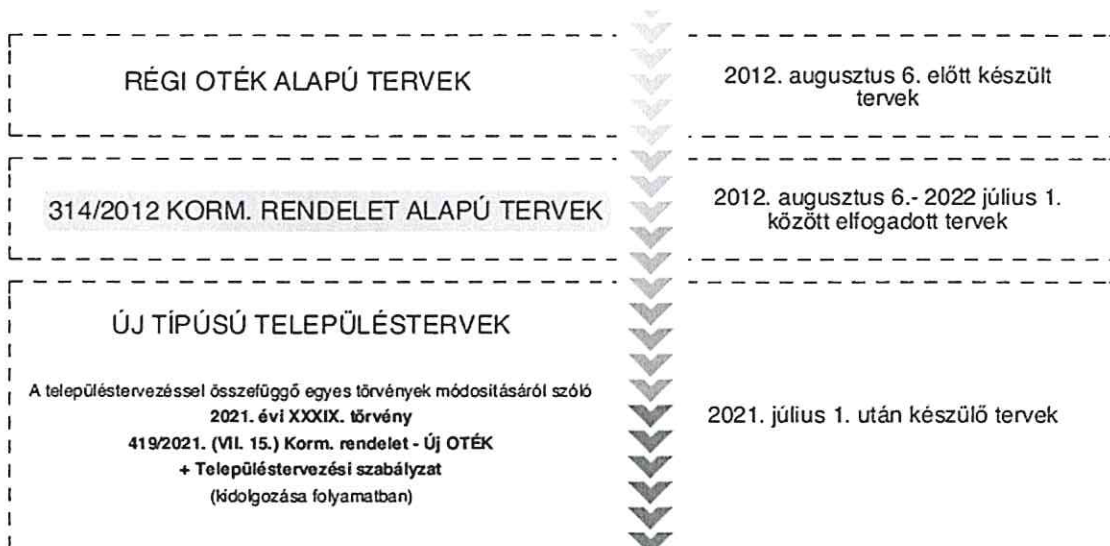 RÉGI OTÉK ALAPÚ TERVEK
2012. augusztus 6. előtt készült
tervek
314/2012 KORM. RENDELET ALAPÚ TERVEK
2012. augusztus 6.- 2022 július 1.
között elfogadott tervek
ÚJ TÍPÚSÚ TELEPÜLÉSTERVEK
A településtervezéssel összefüggő egyes törvények módosításáról szóló
2021. évi XXXIX. törvény
419/2021. (VII. 15.) Korm. rendelet - Új OTÉK
+ Településtervezési szabályzat
(kidolgozása folyamatban)
2021. július 1. után készülő tervek